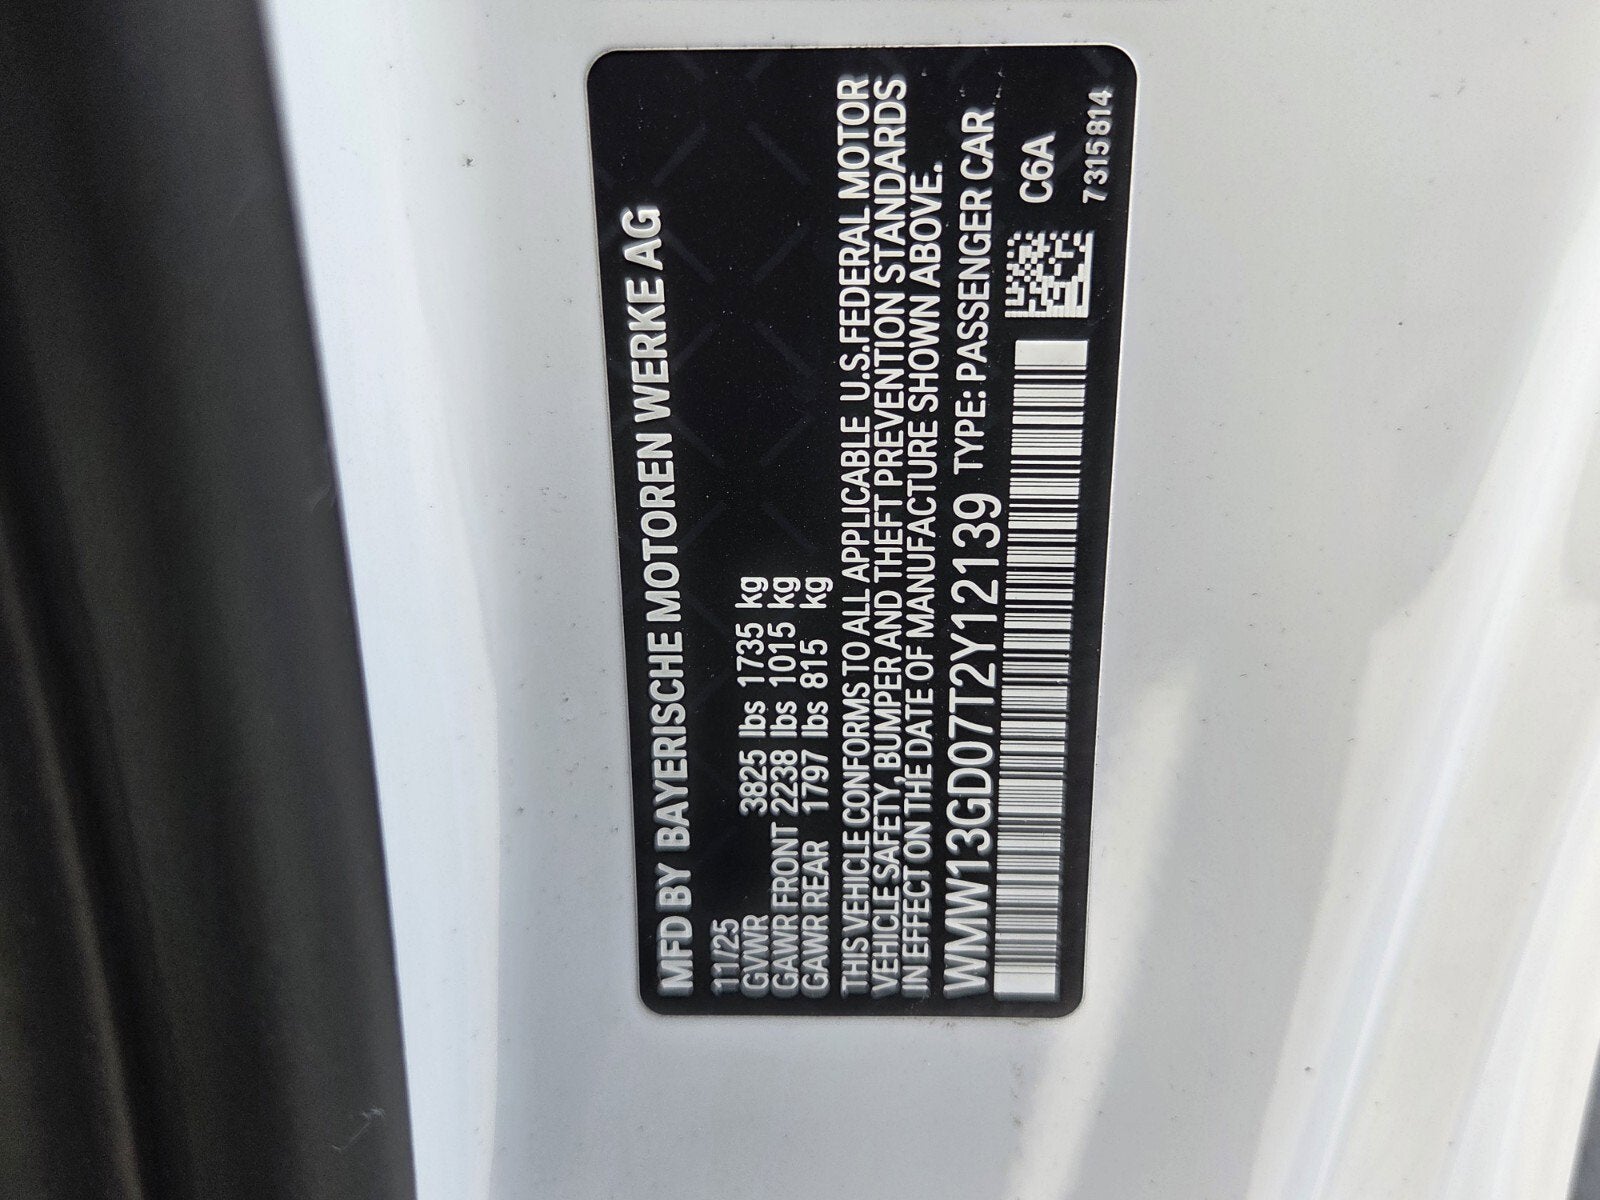 MFD BY BAYERISCHE MOTOREN WERKE AG
11/25
GVWR 3825 lbs 1735 kg
GAWR FRONT 2238 lbs 1015 kg
GAWR REAR 1797 lbs 815 kg
THIS VEHICLE CONFORMS TO ALL APPLICABLE U.S.FEDERAL MOTOR
VEHICLE SAFETY, BUMPER AND THEFT PREVENTION STANDARDS
IN EFFECT ON THE DATE OF MANUFACTURE SHOWN ABOVE.
WMW13GD07T2Y12139 TYPE: PASSENGER CAR
C6A
7315814